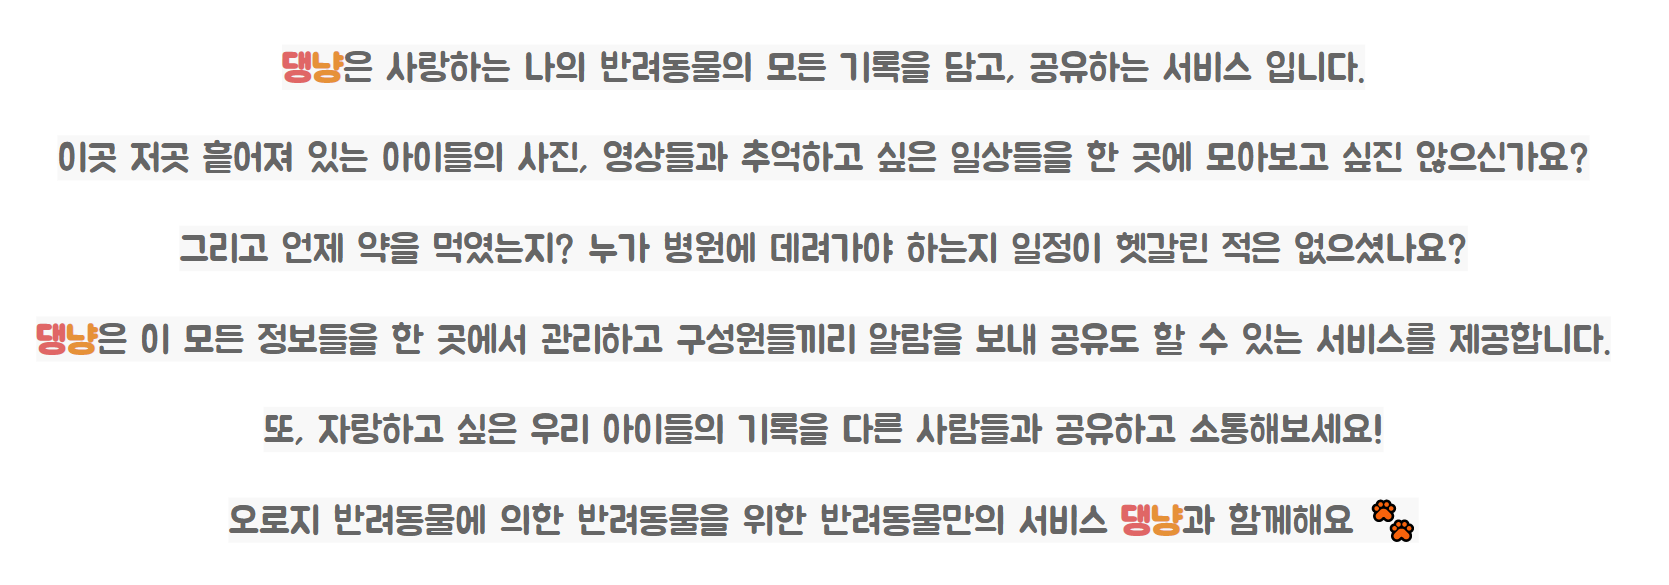 댕냥은 사랑하는 나의 반려동물의 모든 기록을 담고, 공유하는 서비스 입니다.
이곳 저곳 흩어져 있는 아이들의 사진, 영상들과 추억하고 싶은 일상들을 한 곳에 모아보고 싶진 않으신가요?
그리고 언제 약을 먹였는지? 누가 병원에 데려가야 하는지 일정이 헷갈린 적은 없으셨나요?
댕냥은 이 모든 정보들을 한 곳에서 관리하고 구성원들끼리 알람을 보내 공유도 할 수 있는 서비스를 제공합니다.
또, 자랑하고 싶은 우리 아이들의 기록을 다른 사람들과 공유하고 소통해보세요!
오로지 반려동물에 의한 반려동물을 위한 반려동물만의 서비스 댕냥과 함께해요